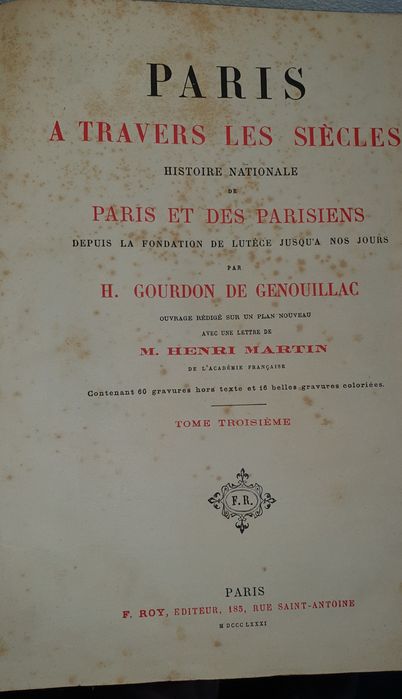 PARIS
A TRAVERS LES SIÈCLES
HISTOIRE NATIONALE
DE
PARIS ET DES PARISIENS
DEPUIS LA FONDATION DE LUTÈCE JUSQU'A NOS JOURS
PAR
H. GOURDON DE GENOUILLAC
OUVRAGE RÉDIGÉ SUR UN PLAN NOUVEAU
AVEC UNE LETTRE DE
M. HENRI MARTIN
DE L'ACADÉMIE FRANÇAISE
Contenant 60 gravures hors texte et 16 belles gravures coloriées.
TOME TROISIÈME
F. R.
PARIS
F. ROY, ÉDITEUR, 185, RUE SAINT-ANTOINE
M DCCC LXXXI